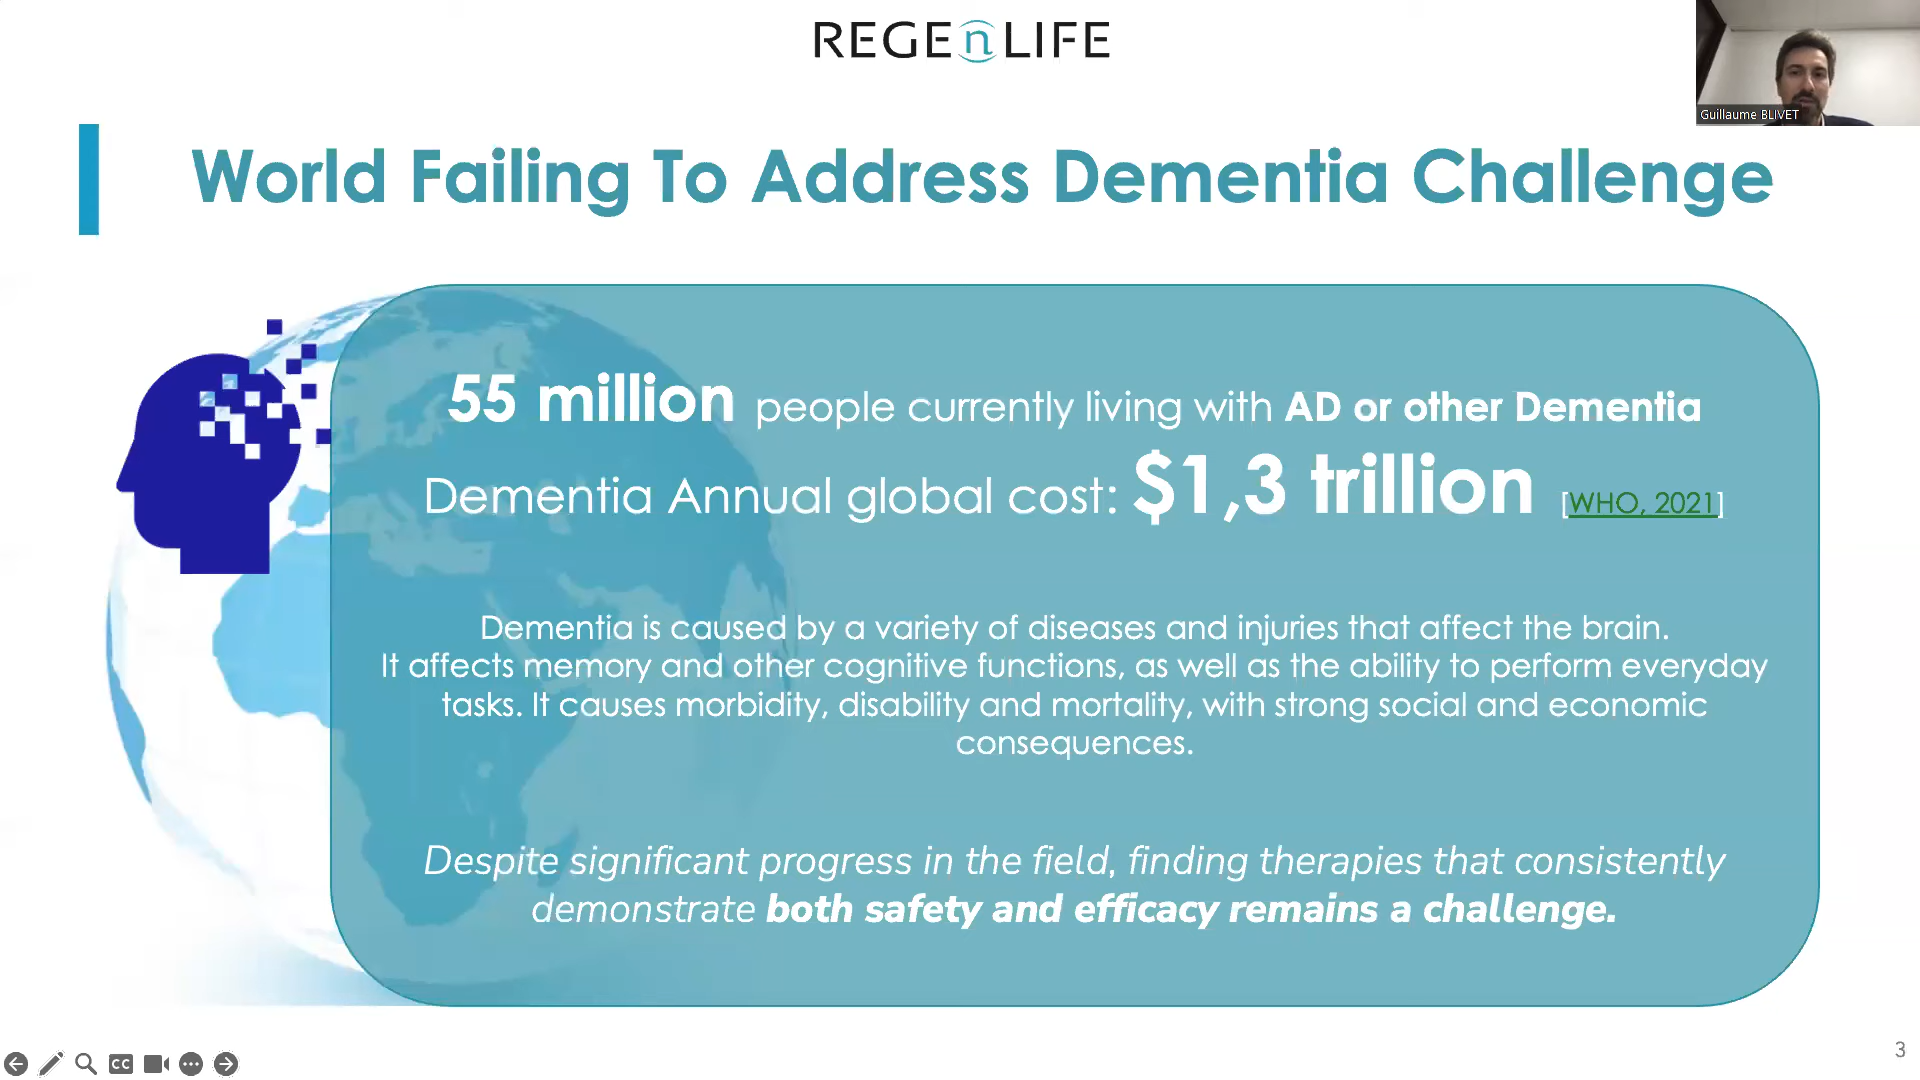 REGEnLIFE
Guillaume BLIVET
World Failing To Address Dementia Challenge
55 million people currently living with AD or other Dementia
Dementia Annual global cost: $1,3 trillion [WHO, 2021]
Dementia is caused by a variety of diseases and injuries that affect the brain.
It affects memory and other cognitive functions, as well as the ability to perform everyday
tasks. It causes morbidity, disability and mortality, with strong social and economic
consequences.
Despite significant progress in the field, finding therapies that consistently
demonstrate both safety and efficacy remains a challenge.
CC
3